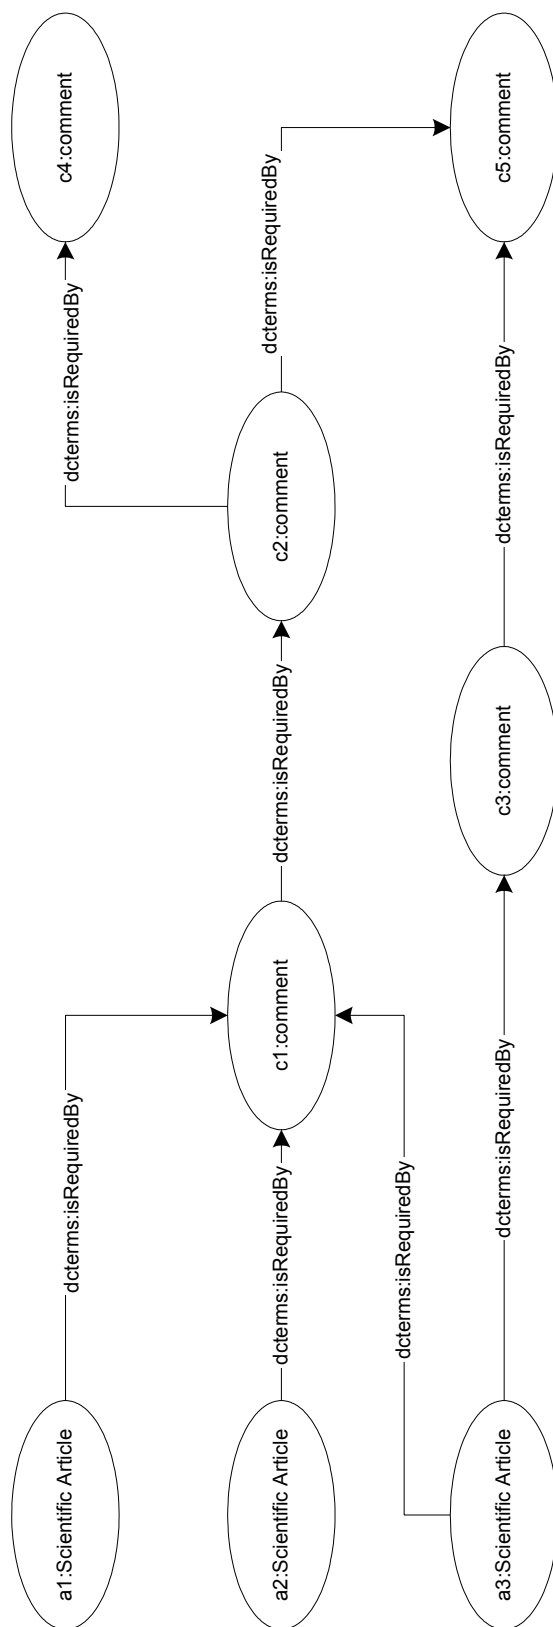 a1:Scientific Article
dcterms:isRequiredBy
c4:comment
dcterms:isRequiredBy
a2:Scientific Article
dcterms:isRequiredBy
c1:comment
dcterms:isRequiredBy
c2:comment
dcterms:isRequiredBy
dcterms:isRequiredBy
a3:Scientific Article
dcterms:isRequiredBy
c3:comment
dcterms:isRequiredBy
c5:comment